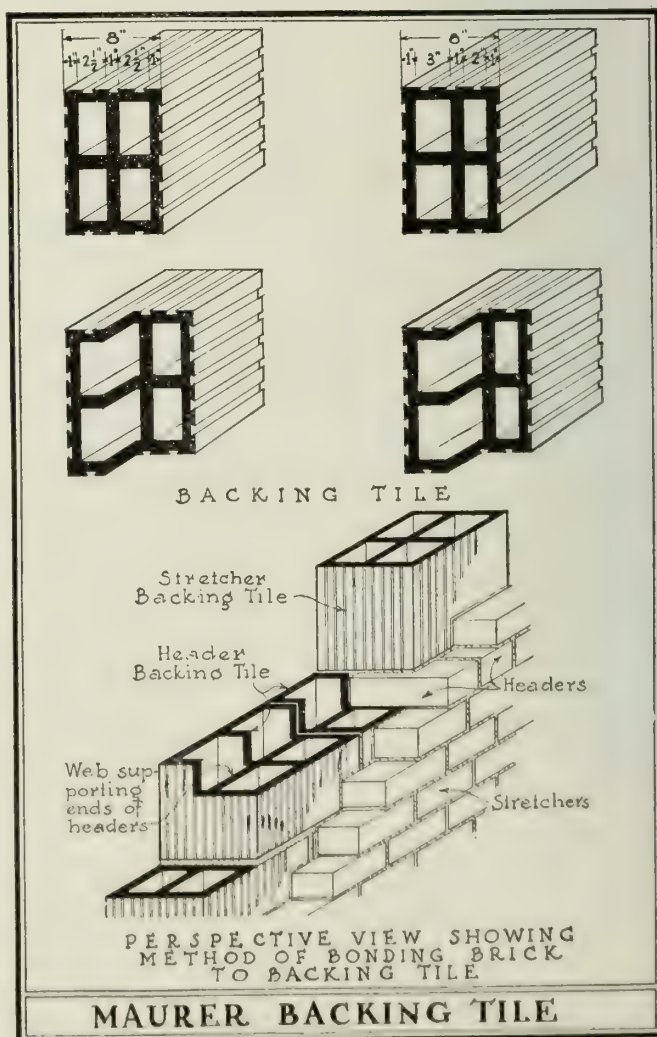 8"
1" 2½" 1" 2½" 1"
8"
1" 3" 1" 2" 1"
BACKING TILE
Stretcher
Backing Tile
Header
Backing Tile
Headers
Web sup-
porting
ends of
headers
Stretchers
PERSPECTIVE VIEW SHOWING
METHOD OF BONDING BRICK
TO BACKING TILE
MAURER BACKING TILE